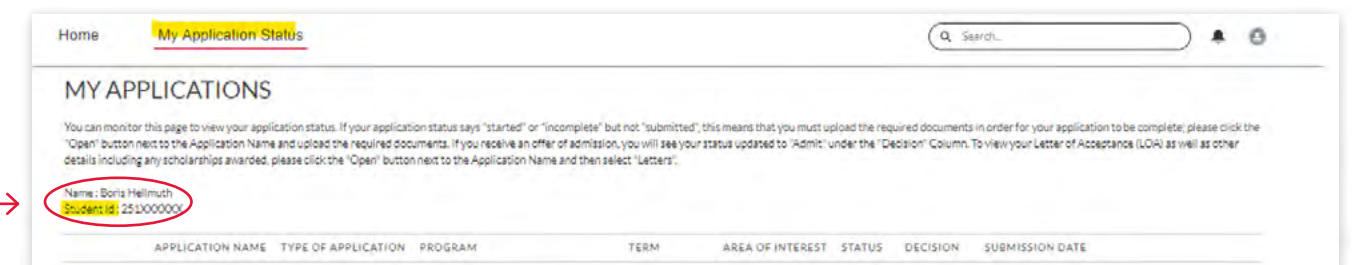 Home My Application Status Search...
MY APPLICATIONS
You can monitor this page to view your application status. If your application status says "started" or "incomplete" but not "submitted", this means that you must upload the required documents in order for your application to be complete; please click the
"Open" button next to the Application Name and upload the required documents. If you receive an offer of admission, you will see your status updated to "Admit" under the "Decision" Column. To view your Letter of Acceptance (LOA) as well as other
details including any scholarships awarded, please click the "Open" button next to the Application Name and then select "Letters".
Name : Boris Hellmuth
Student Id : 251XXXXXX
APPLICATION NAME TYPE OF APPLICATION PROGRAM TERM AREA OF INTEREST STATUS DECISION SUBMISSION DATE